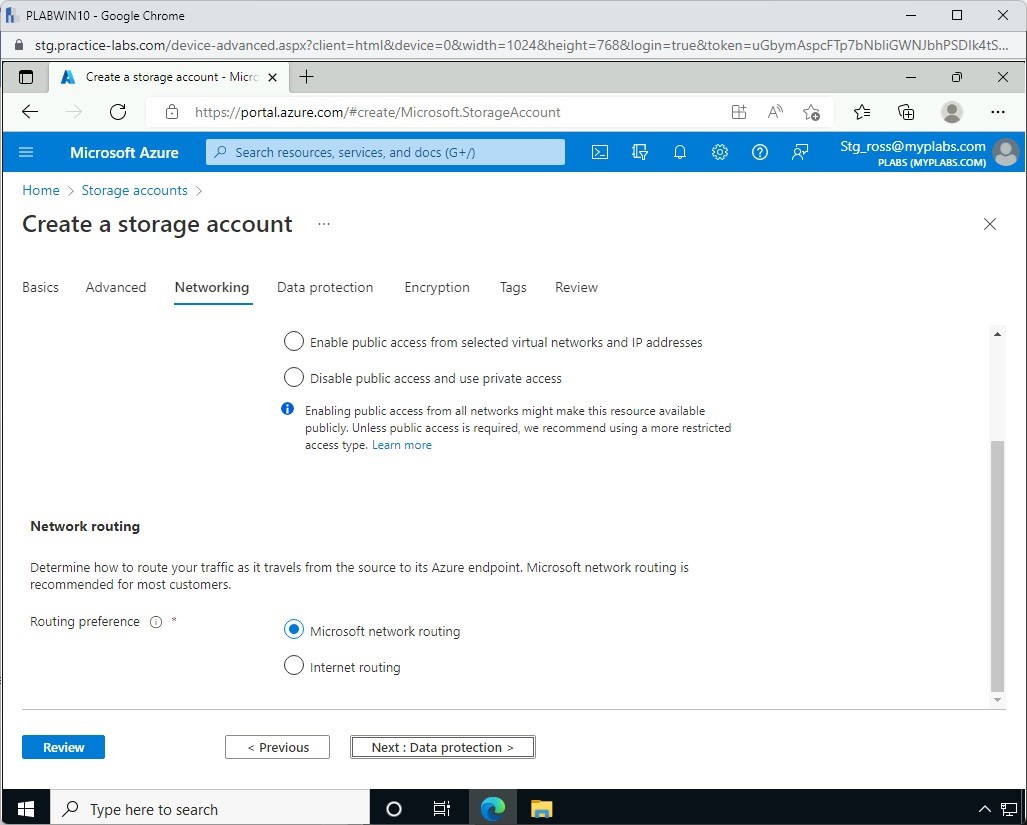 PLABWIN10 - Google Chrome
stg.practice-labs.com/device-advanced.aspx?client=html&device=0&width=1024&height=768&login=true&token=uGbymAspcFTp7bNbIiGWNJbhPSDIk4tS...
Create a storage account - Micro
https://portal.azure.com/#create/Microsoft.StorageAccount
Microsoft Azure
Search resources, services, and docs (G+/)
Stg_ross@myplabs.com
PLABS (MYPLABS.COM)
Home > Storage accounts >
Create a storage account ...
Basics Advanced Networking Data protection Encryption Tags Review
Enable public access from selected virtual networks and IP addresses
Disable public access and use private access
Enabling public access from all networks might make this resource available
publicly. Unless public access is required, we recommend using a more restricted
access type. Learn more
Network routing
Determine how to route your traffic as it travels from the source to its Azure endpoint. Microsoft network routing is
recommended for most customers.
Routing preference *
Microsoft network routing
Internet routing
Review
< Previous
Next : Data protection >
Type here to search